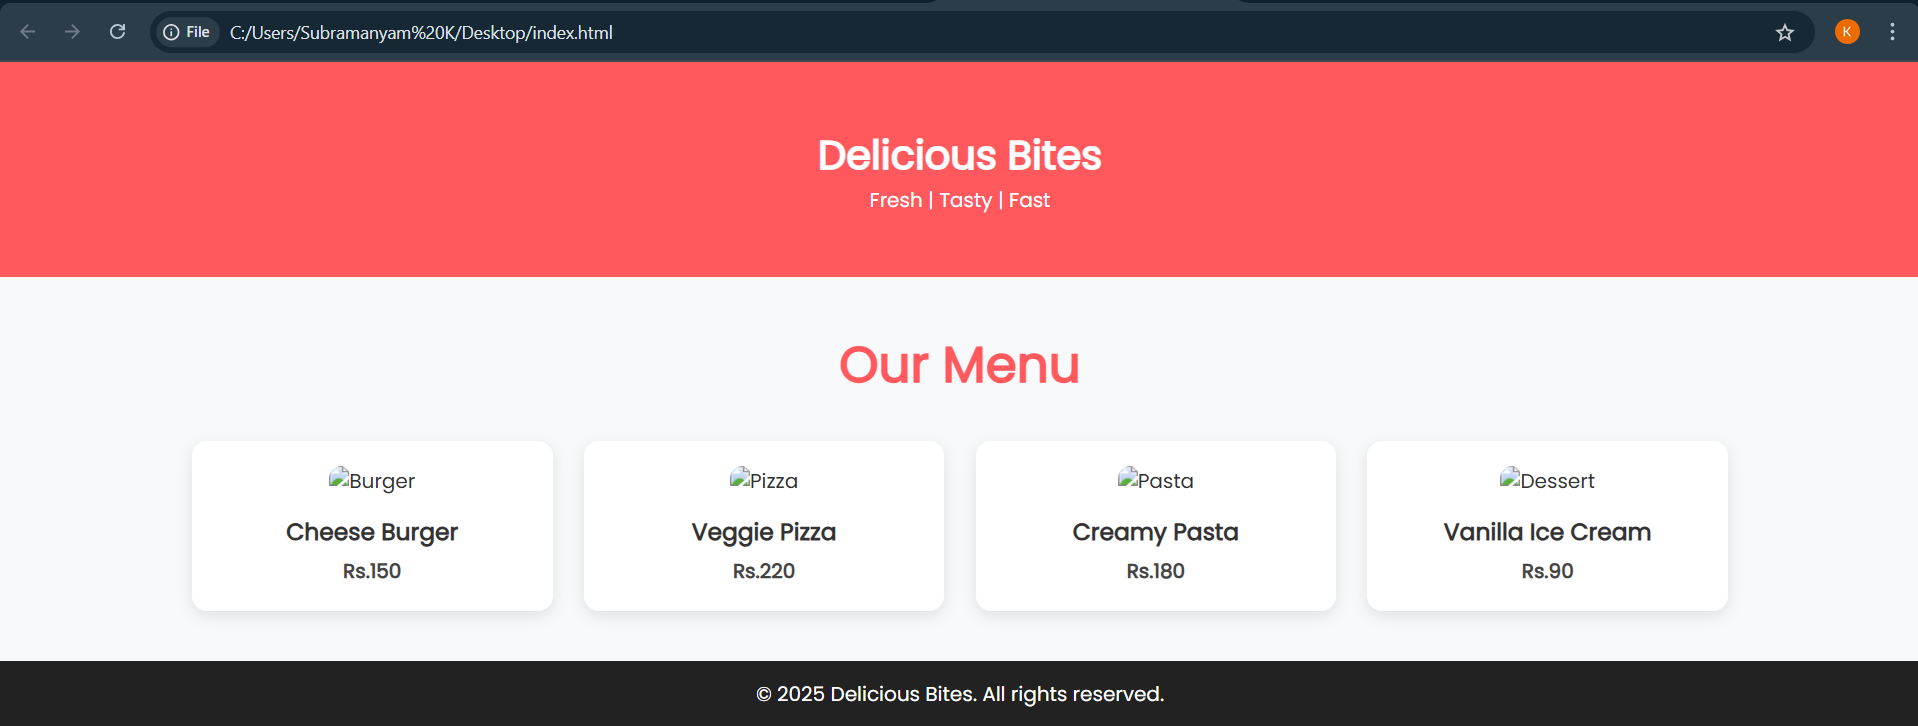 File C:/Users/Subramanyam%20K/Desktop/index.html K
Delicious Bites
Fresh | Tasty | Fast
Our Menu
Burger
Cheese Burger
Rs.150
Pizza
Veggie Pizza
Rs.220
Pasta
Creamy Pasta
Rs.180
Dessert
Vanilla Ice Cream
Rs.90
© 2025 Delicious Bites. All rights reserved.